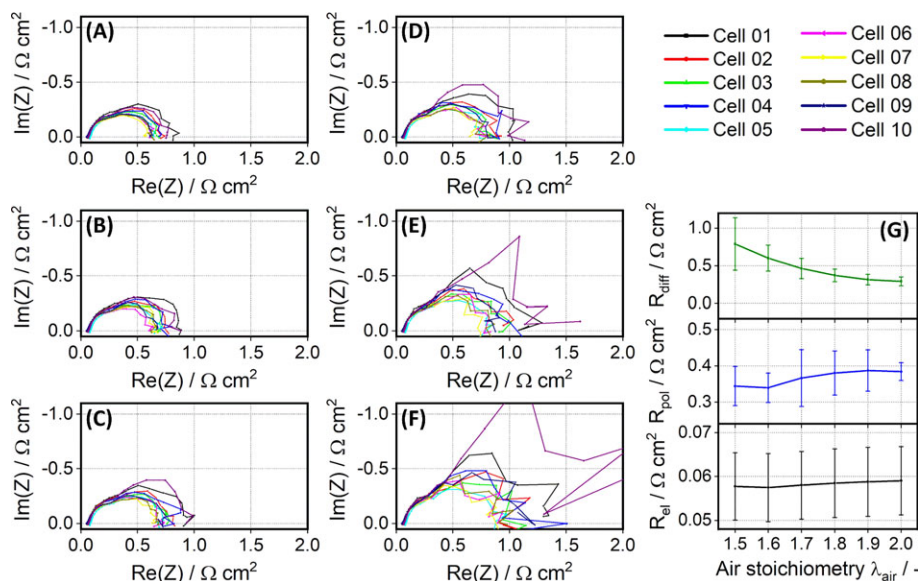 (A)
-1.0
-0.5
0.0
Im(Z) / Ω cm²
0.0 0.5 1.0 1.5 2.0
Re(Z) / Ω cm²
(D)
-1.0
-0.5
0.0
Im(Z) / Ω cm²
0.0 0.5 1.0 1.5 2.0
Re(Z) / Ω cm²
Cell 01
Cell 02
Cell 03
Cell 04
Cell 05
Cell 06
Cell 07
Cell 08
Cell 09
Cell 10
(B)
-1.0
-0.5
0.0
Im(Z) / Ω cm²
0.0 0.5 1.0 1.5 2.0
Re(Z) / Ω cm²
(E)
-1.0
-0.5
0.0
Im(Z) / Ω cm²
0.0 0.5 1.0 1.5 2.0
Re(Z) / Ω cm²
(C)
-1.0
-0.5
0.0
Im(Z) / Ω cm²
0.0 0.5 1.0 1.5 2.0
Re(Z) / Ω cm²
(F)
-1.0
-0.5
0.0
Im(Z) / Ω cm²
0.0 0.5 1.0 1.5 2.0
Re(Z) / Ω cm²
(G)
1.0
0.5
0.0
R_diff / Ω cm²
0.5
0.4
0.3
R_pol / Ω cm²
0.07
0.06
0.05
R_el / Ω cm²
1.5 1.6 1.7 1.8 1.9 2.0
Air stoichiometry λ_air / -